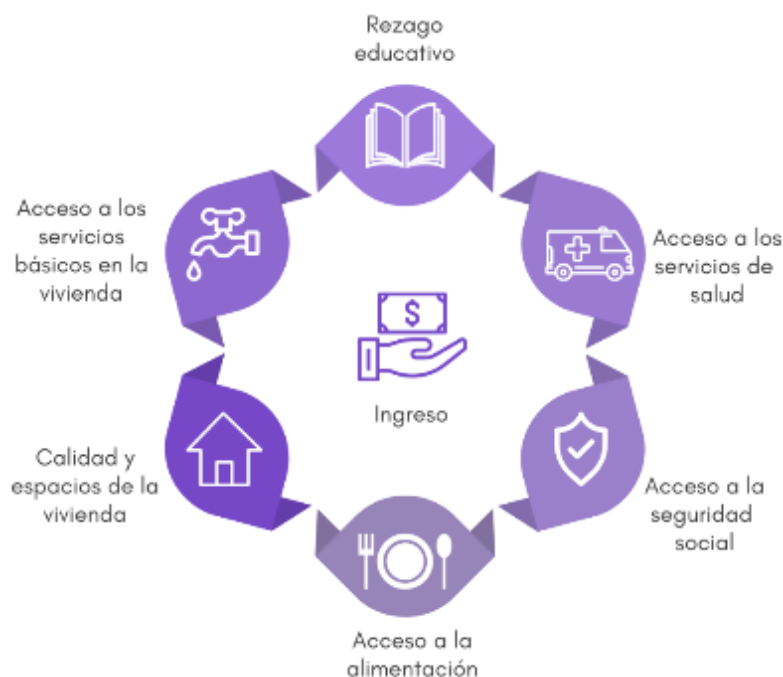 Rezago
educativo
Acceso a los
servicios de
salud
Acceso a la
seguridad
social
Acceso a la
alimentación
Calidad y
espacios de la
vivienda
Acceso a los
servicios
básicos en la
vivienda
$
Ingreso